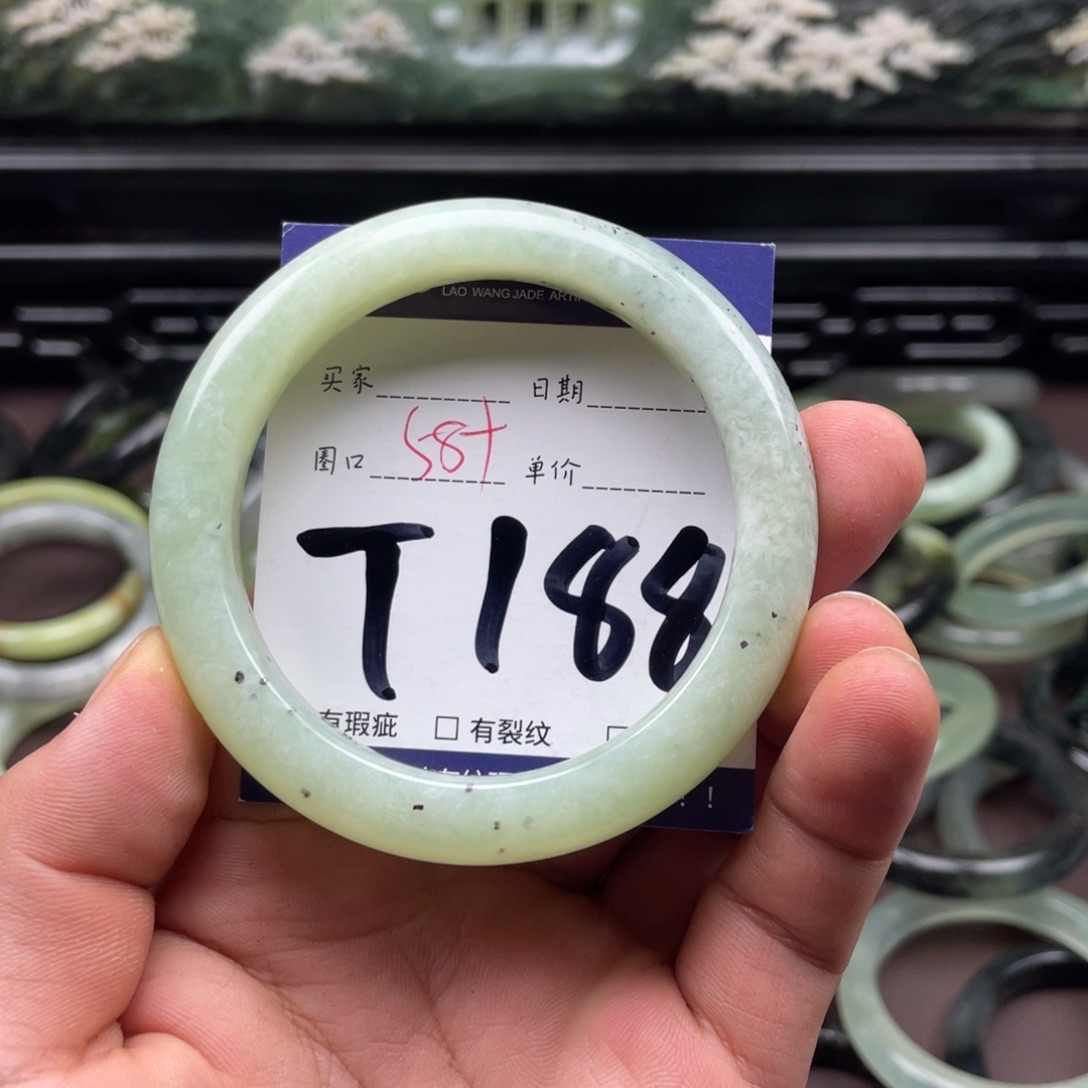 LAO WANG JADE
买家 日期
圈口 58+ 单价
T188
有瑕疵 □ 有裂纹 □